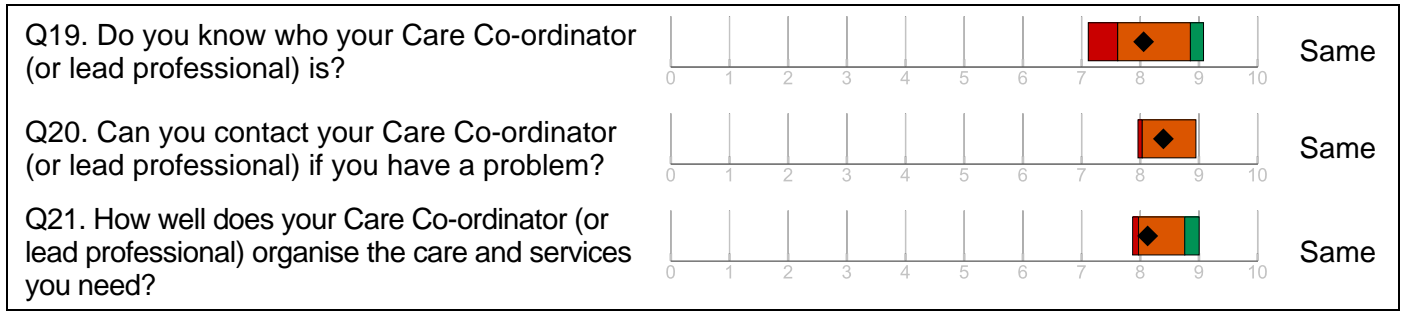 Q19. Do you know who your Care Co-ordinator
(or lead professional) is?
0 1 2 3 4 5 6 7 8 9 10
Same
Q20. Can you contact your Care Co-ordinator
(or lead professional) if you have a problem?
0 1 2 3 4 5 6 7 8 9 10
Same
Q21. How well does your Care Co-ordinator (or
lead professional) organise the care and services
you need?
0 1 2 3 4 5 6 7 8 9 10
Same